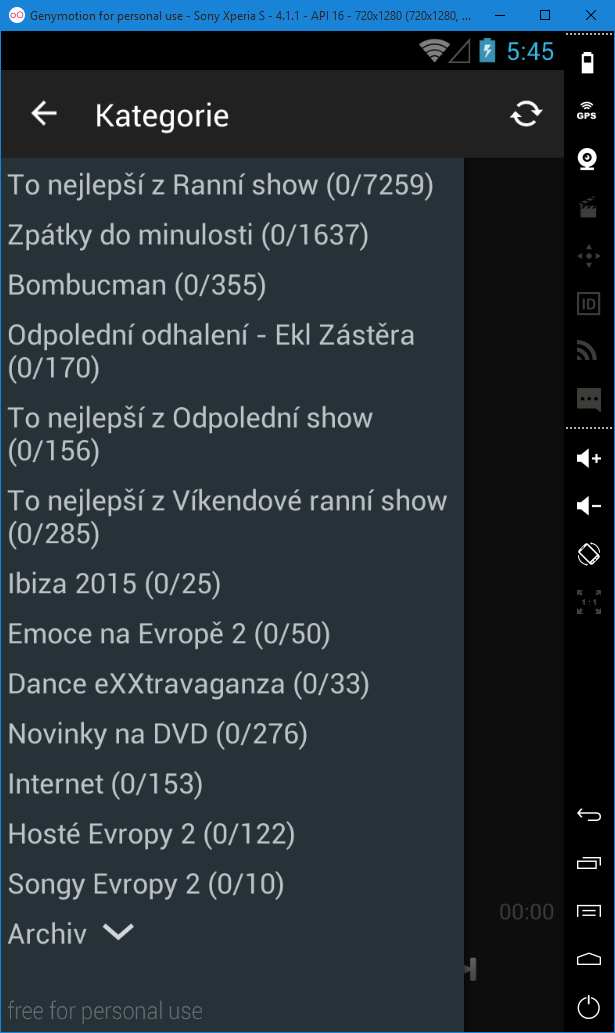 Genymotion for personal use - Sony Xperia S - 4.1.1 - API 16 - 720x1280 (720x1280, ...
5:45
Kategorie
GPS
To nejlepší z Ranní show (0/7259)
Zpátky do minulosti (0/1637)
Bombucman (0/355)
Odpolední odhalení - Ekl Zástěra
(0/170)
ID
To nejlepší z Odpolední show
(0/156)
To nejlepší z Víkendové ranní show
(0/285)
Ibiza 2015 (0/25)
1:1
Emoce na Evropě 2 (0/50)
Dance eXXtravaganza (0/33)
Novinky na DVD (0/276)
Internet (0/153)
Hosté Evropy 2 (0/122)
Songy Evropy 2 (0/10)
00:00
Archiv
free for personal use